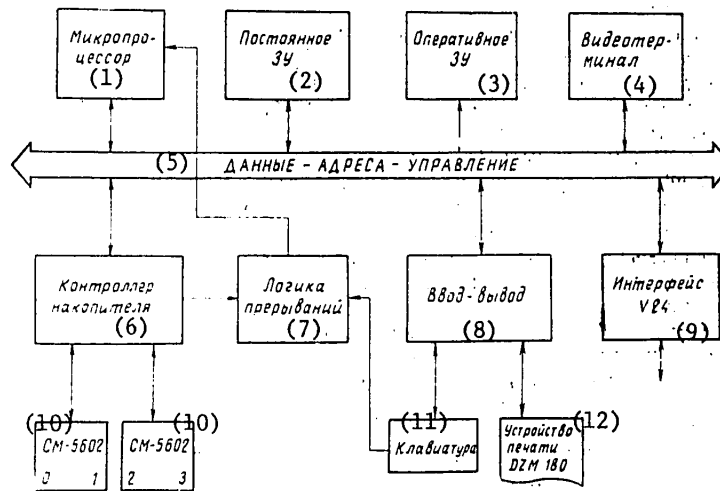 Микропро-
цессор
(1)
Постоянное
ЗУ
(2)
Оперативное
ЗУ
(3)
Видеотер-
минал
(4)
(5)
ДАННЫЕ - АДРЕСА - УПРАВЛЕНИЕ
Контроллер
накопителя
(6)
Логика
прерываний
(7)
Ввод-вывод
(8)
Интерфейс
V24
(9)
(10)
СМ-5602
0 1
(10)
СМ-5602
2 3
(11)
Клавиатура
(12)
Устройство
печати
DZM 180